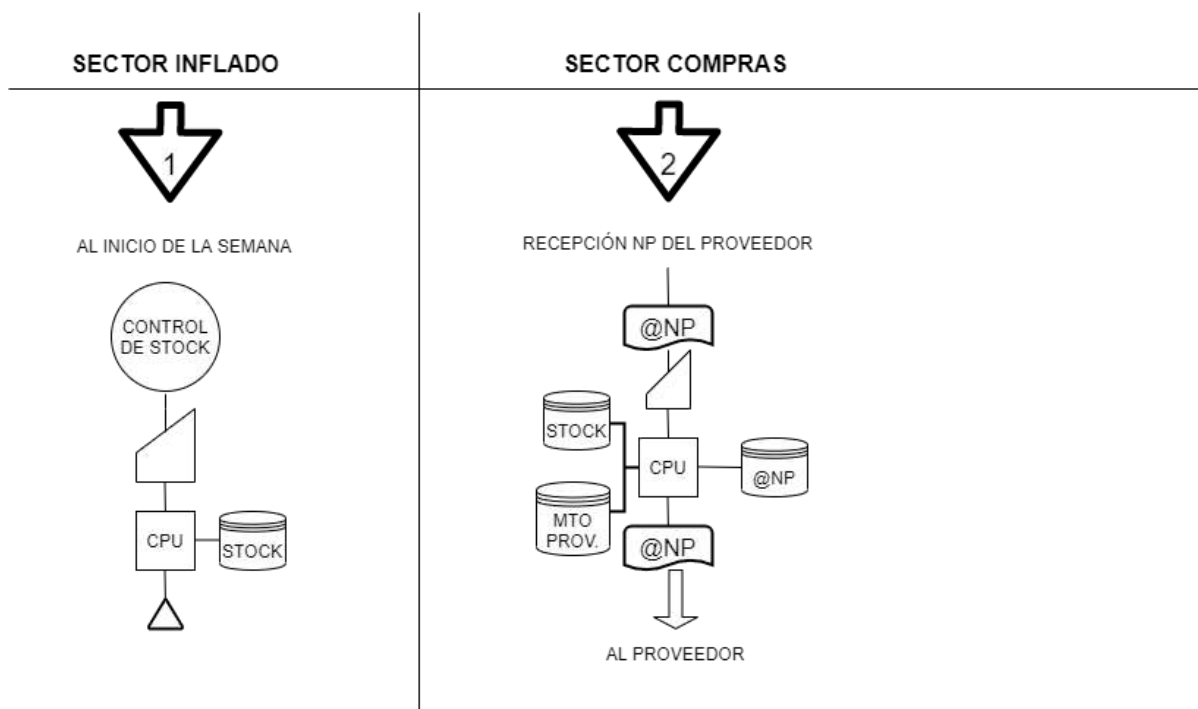 SECTOR INFLADO
SECTOR COMPRAS
1
2
AL INICIO DE LA SEMANA
RECEPCIÓN NP DEL PROVEEDOR
CONTROL
DE STOCK
CPU
STOCK
@NP
STOCK
CPU
@NP
MTO
PROV.
@NP
AL PROVEEDOR